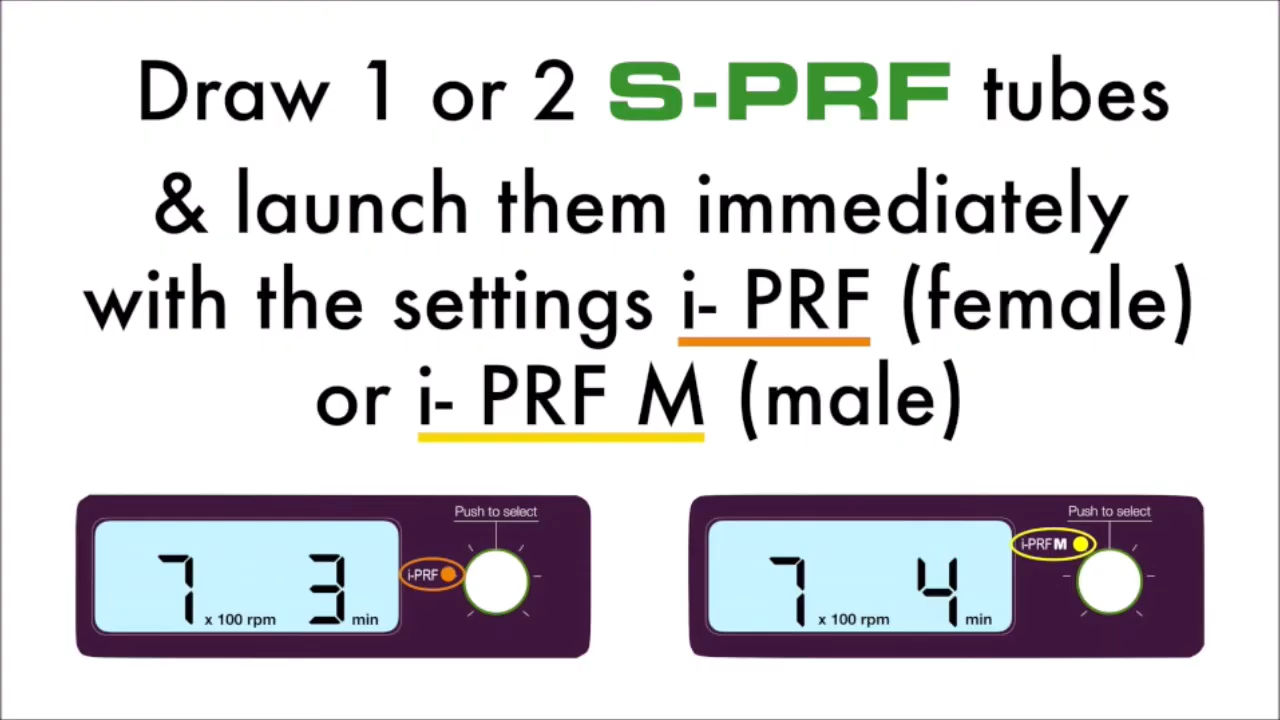 Draw 1 or 2 S-PRF tubes
& launch them immediately
with the settings i- PRF (female)
or i- PRF M (male)
Push to select
7 x 100 rpm 3 min
i-PRF
Push to select
7 x 100 rpm 4 min
i-PRF M